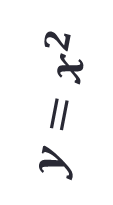 y = x²